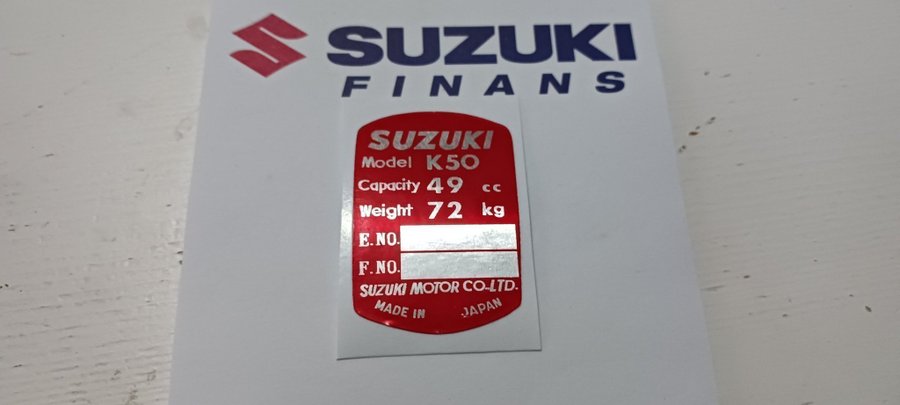 SUZUKI
FINANS
SUZUKI
Model K50
Capacity 49 cc
Weight 72 kg
E.NO.
F.NO.
SUZUKI MOTOR CO-LTD.
MADE IN JAPAN